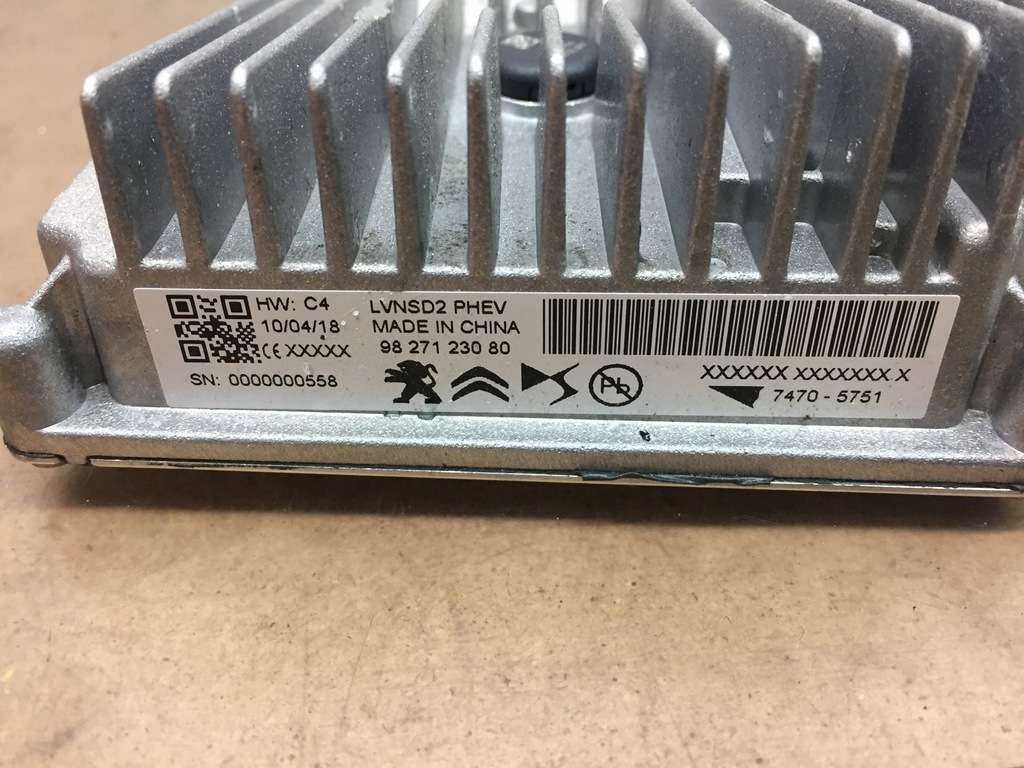 HW: C4
10/04/18
CE XXXXX
SN: 0000000558
LVNSD2 PHEV
MADE IN CHINA
98 271 230 80
Pb
XXXXXX XXXXXXX X
7470 - 5751